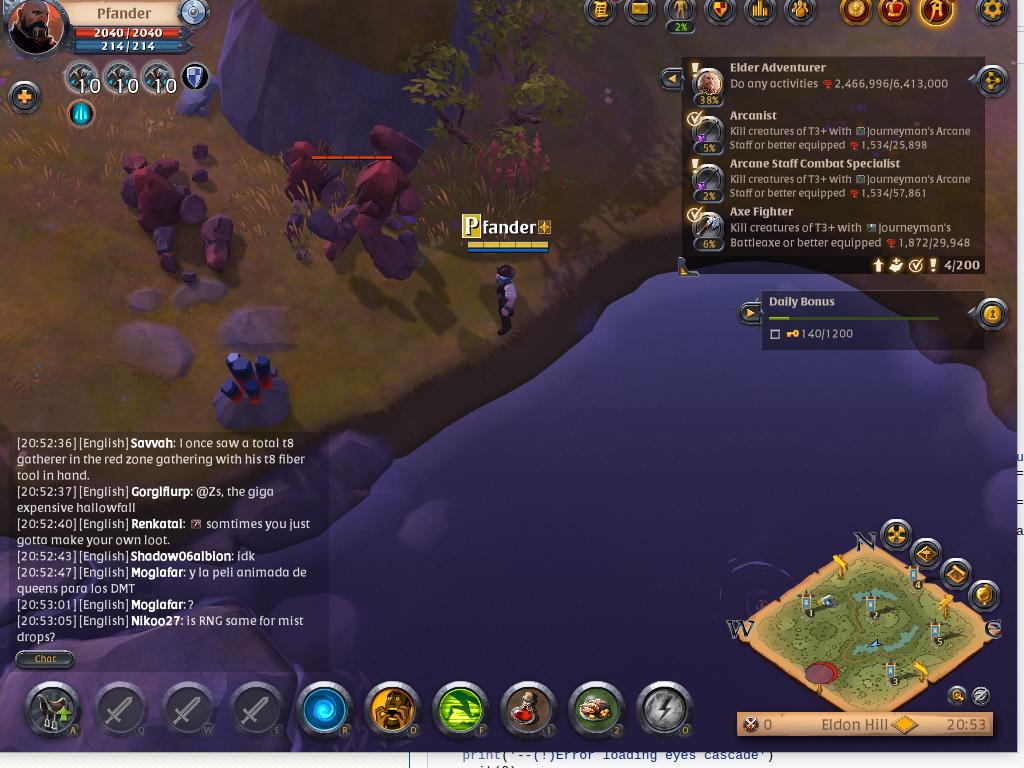 Pfander
2040 / 2040
214 / 214
10 10 10
2%
Elder Adventurer
Do any activities 2,466,996/6,413,000
38%
Arcanist
Kill creatures of T3+ with Journeyman's Arcane
Staff or better equipped 1,534/25,898
5%
Arcane Staff Combat Specialist
Kill creatures of T3+ with Journeyman's Arcane
Staff or better equipped 1,534/57,861
2%
Axe Fighter
Kill creatures of T3+ with Journeyman's
Battleaxe or better equipped 1,872/29,948
6%
4/200
Pfander
Daily Bonus
140/1200
[20:52:36] [English] Savvah: I once saw a total t8
gatherer in the red zone gathering with his t8 fiber
tool in hand.
[20:52:37] [English] Gorglflurp: @Zs, the giga
expensive hallowfall
[20:52:40] [English] Renkatal: somtimes you just
gotta make your own loot.
[20:52:43] [English] Shadow06albion: idk
[20:52:47] [English] Moglafar: y la peli animada de
queens para los DMT
[20:53:01] [English] Moglafar: ?
[20:53:05] [English] Nikoo27: is RNG same for mist
drops?
Chat
N
W
E
1
2
3
4
5
A Q W E R D F 1 2 O
0 Eldon Hill 20:53
print('--(!)Error loading eyes cascade')